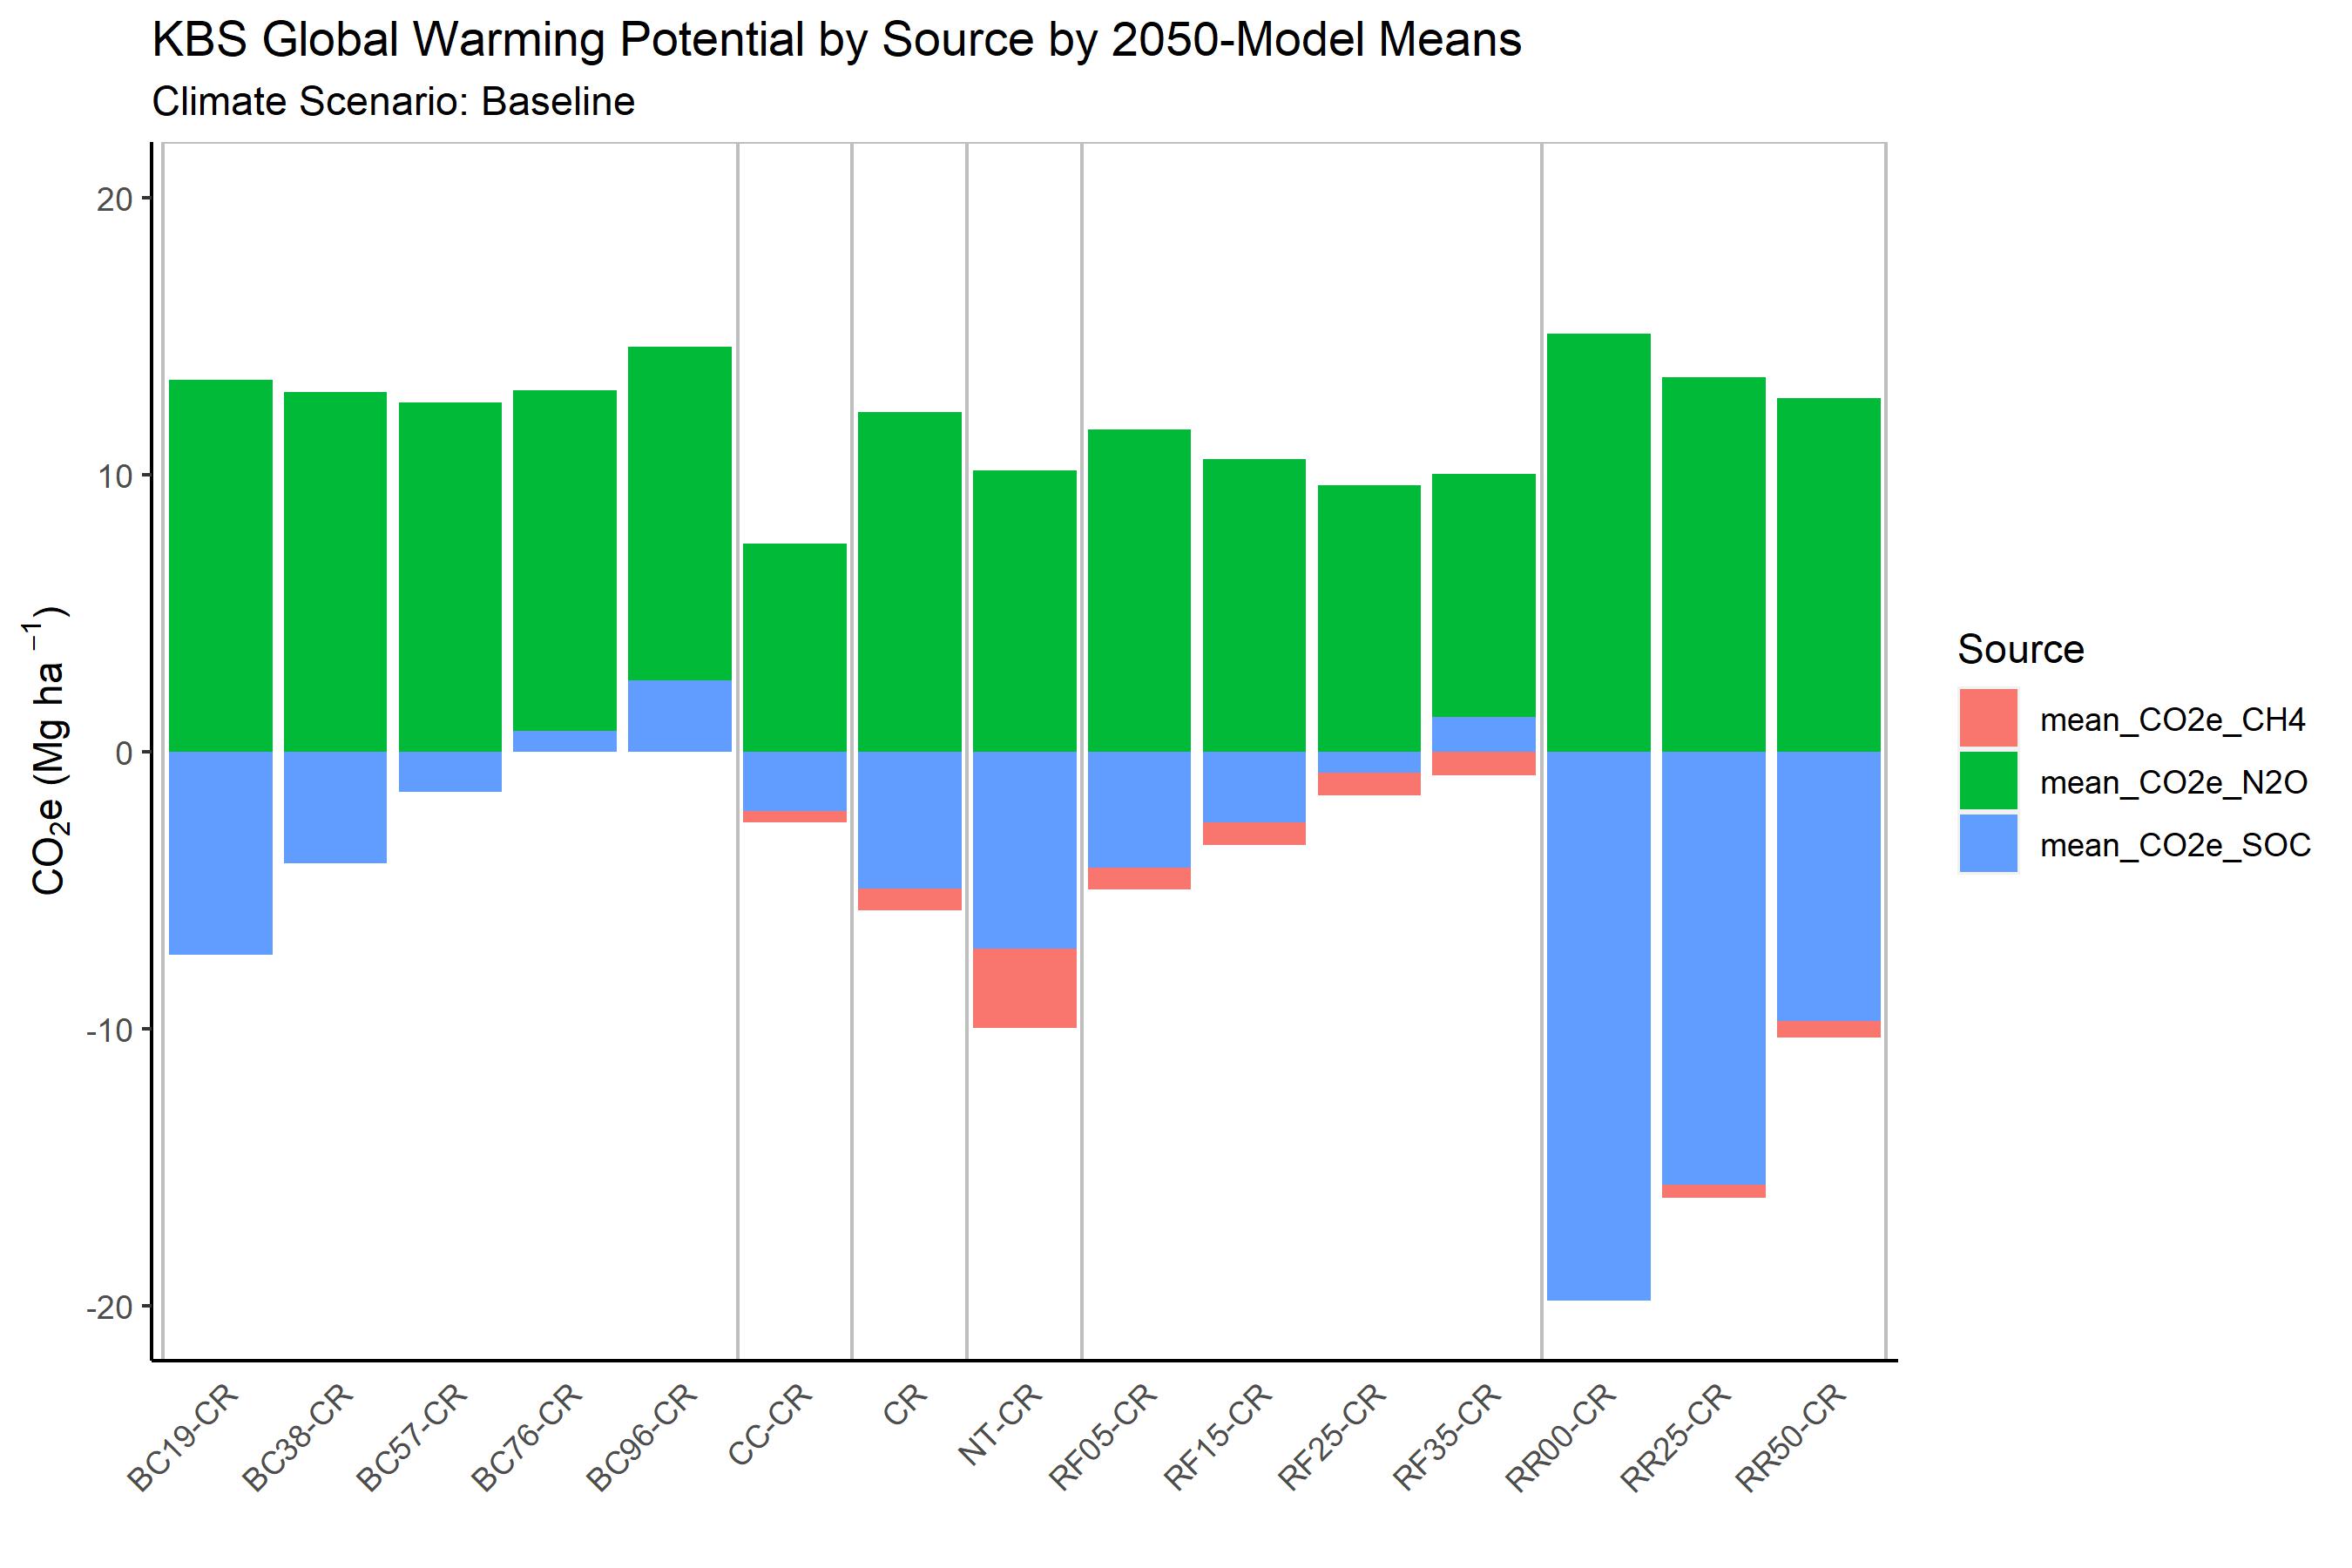 KBS Global Warming Potential by Source by 2050-Model Means
Climate Scenario: Baseline
CO₂e (Mg ha ⁻¹)
20
10
0
-10
-20
BC19-CR
BC38-CR
BC57-CR
BC76-CR
BC96-CR
CC-CR
CR
NT-CR
RF05-CR
RF15-CR
RF25-CR
RF35-CR
RR00-CR
RR25-CR
RR50-CR
Source
mean_CO2e_CH4
mean_CO2e_N2O
mean_CO2e_SOC